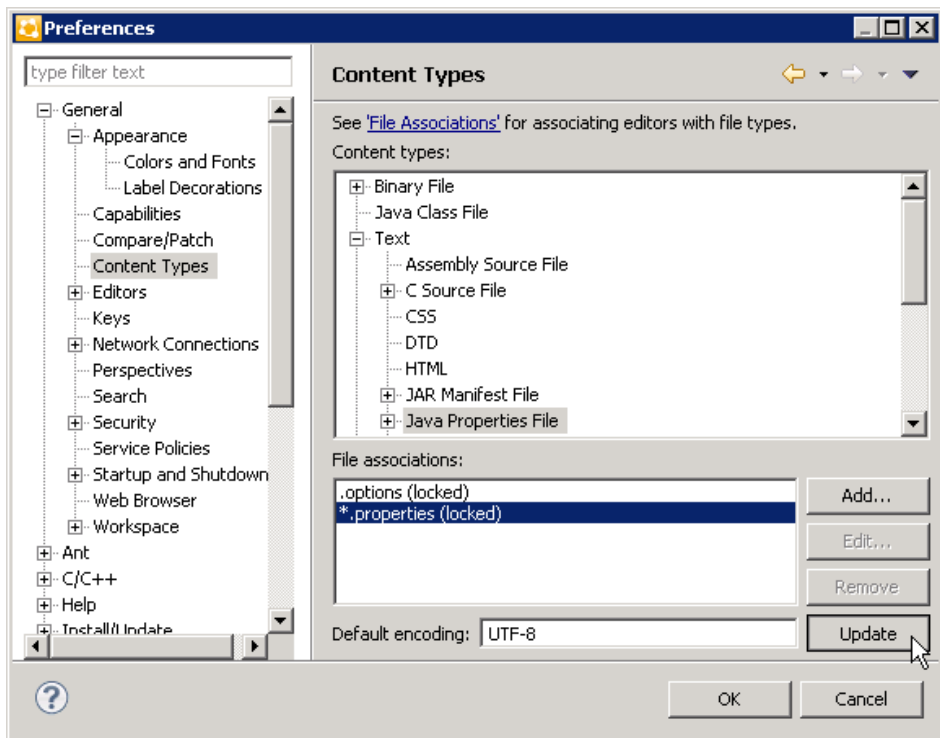 Preferences
type filter text
General
Appearance
Colors and Fonts
Label Decorations
Capabilities
Compare/Patch
Content Types
Editors
Keys
Network Connections
Perspectives
Search
Security
Service Policies
Startup and Shutdown
Web Browser
Workspace
Ant
C/C++
Help
Install/Update
Content Types
See 'File Associations' for associating editors with file types.
Content types:
Binary File
Java Class File
Text
Assembly Source File
C Source File
CSS
DTD
HTML
JAR Manifest File
Java Properties File
File associations:
.options (locked)
*.properties (locked)
Add...
Edit...
Remove
Default encoding: UTF-8
Update
?
OK
Cancel